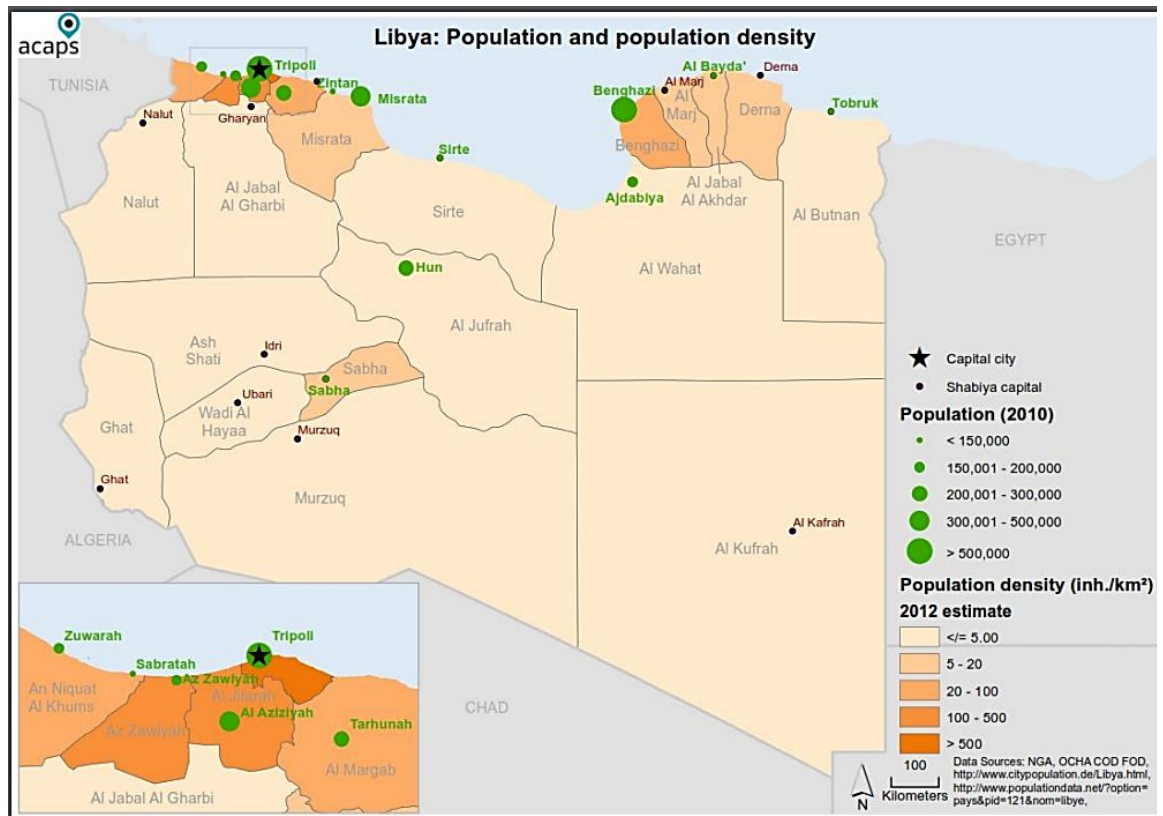 acaps
Libya: Population and population density
TUNISIA
Tripoli
Zintan
Misrata
Nalut
Gharyan
Misrata
Al Bayda'
Derna
Benghazi
Al Marj
Al
Marj
Derna
Tobruk
Benghazi
Sirte
Ajdabiya
Al Jabal
Al Akhdar
Nalut
Al Jabal
Al Gharbi
Sirte
Al Butnan
EGYPT
Hun
Al Wahat
Al Jufrah
Ash
Shati
Idri
Sabha
Sabha
Ubari
Wadi Al
Hayaa
Ghat
Murzuq
Ghat
Murzuq
Al Kafrah
Al Kufrah
ALGERIA
CHAD
Zuwarah
Tripoli
Sabratah
Az Zawiyah
An Niquat
Al Khums
Al Jifarah
Al Aziziyah
Az Zawiyah
Tarhunah
Al Margab
Al Jabal Al Gharbi
Capital city
Shabiya capital
Population (2010)
< 150,000
150,001 - 200,000
200,001 - 300,000
300,001 - 500,000
> 500,000
Population density (inh./km²)
2012 estimate
</= 5.00
5 - 20
20 - 100
100 - 500
> 500
100
Kilometers
N
Data Sources: NGA, OCHA COD FOD,
http://www.citypopulation.de/Libya.html,
http://www.populationdata.net/?option=
pays&pid=121&nom=libye,